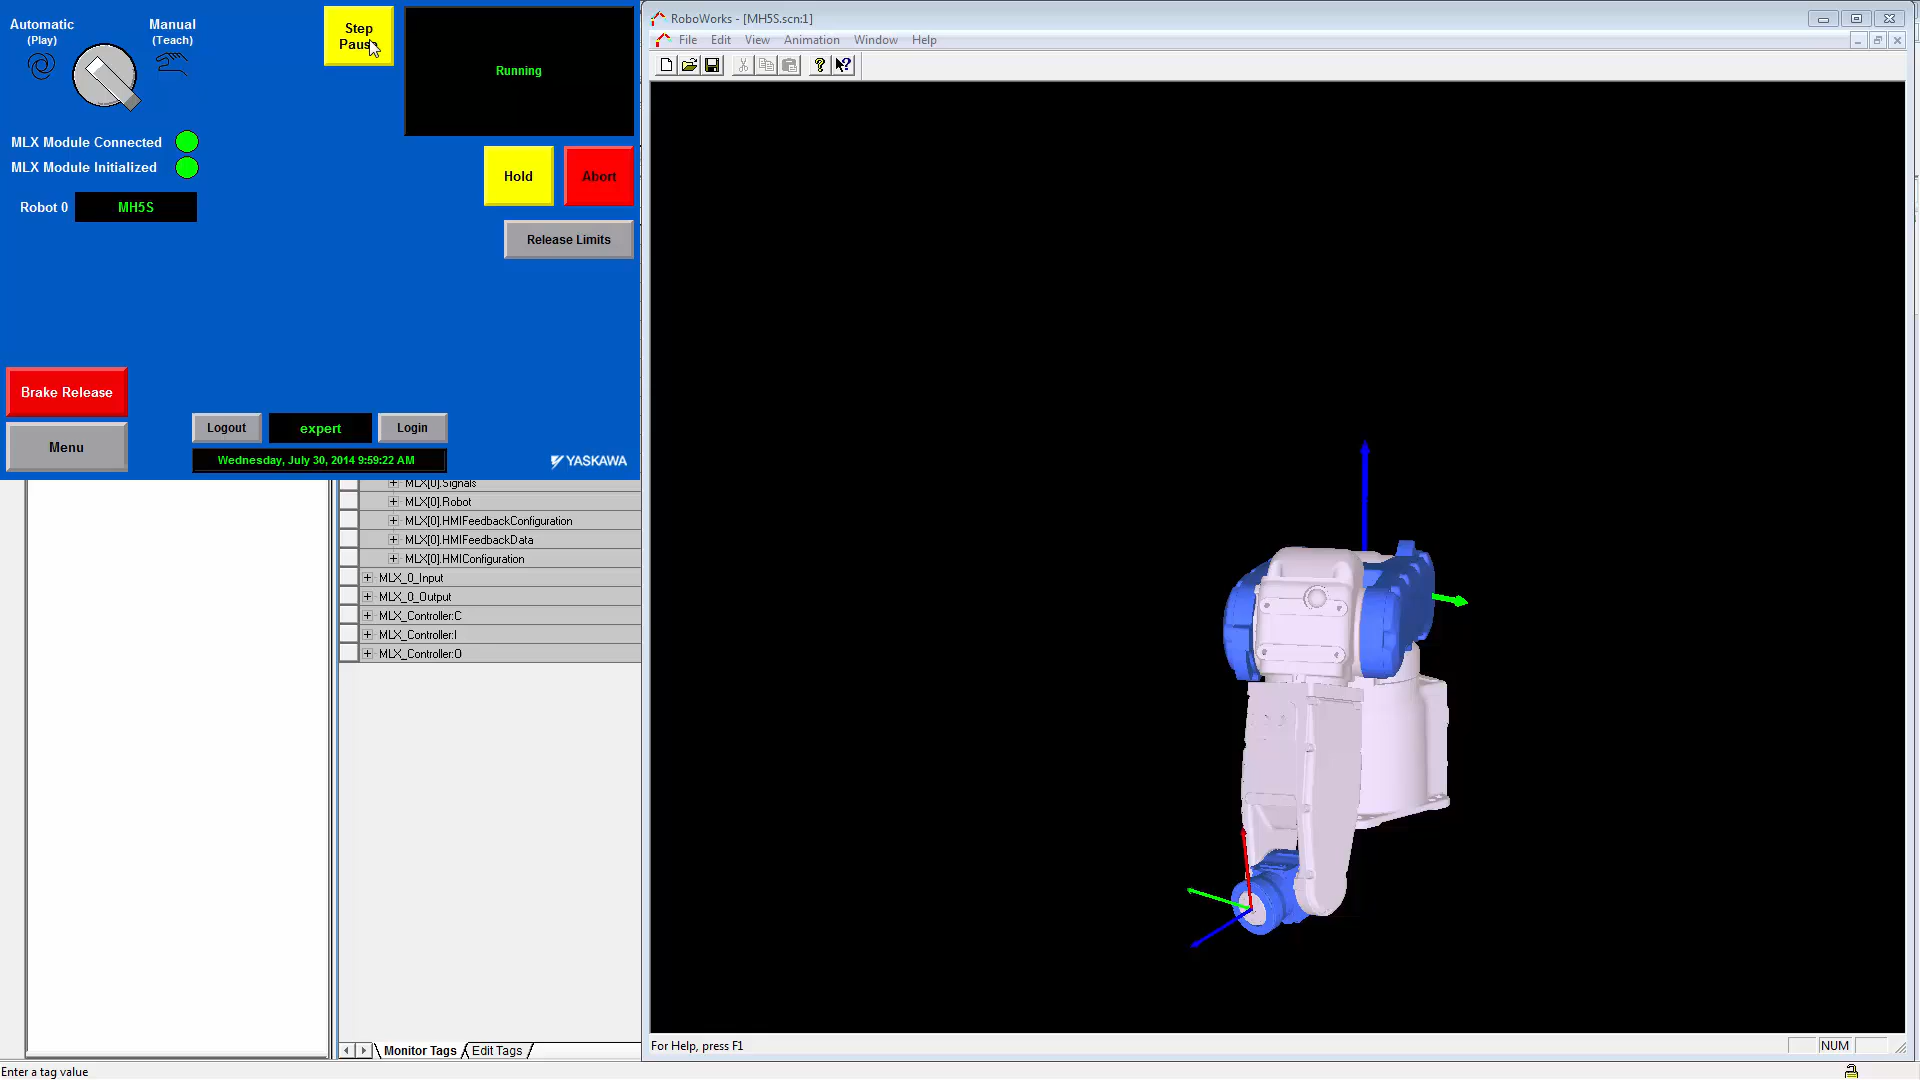 Automatic
(Play)
Manual
(Teach)
Step
Pause
Running
MLX Module Connected
MLX Module Initialized
Hold
Abort
Robot 0
MH5S
Release Limits
Brake Release
Menu
Logout
expert
Login
Wednesday, July 30, 2014 9:59:22 AM
YASKAWA
MLX[0].Signals
MLX[0].Robot
MLX[0].HMIFeedbackConfiguration
MLX[0].HMIFeedbackData
MLX[0].HMIConfiguration
MLX_0_Input
MLX_0_Output
MLX_Controller:C
MLX_Controller:I
MLX_Controller:O
Monitor Tags
Edit Tags
Enter a tag value
RoboWorks - [MH5S.scn:1]
File Edit View Animation Window Help
For Help, press F1
NUM